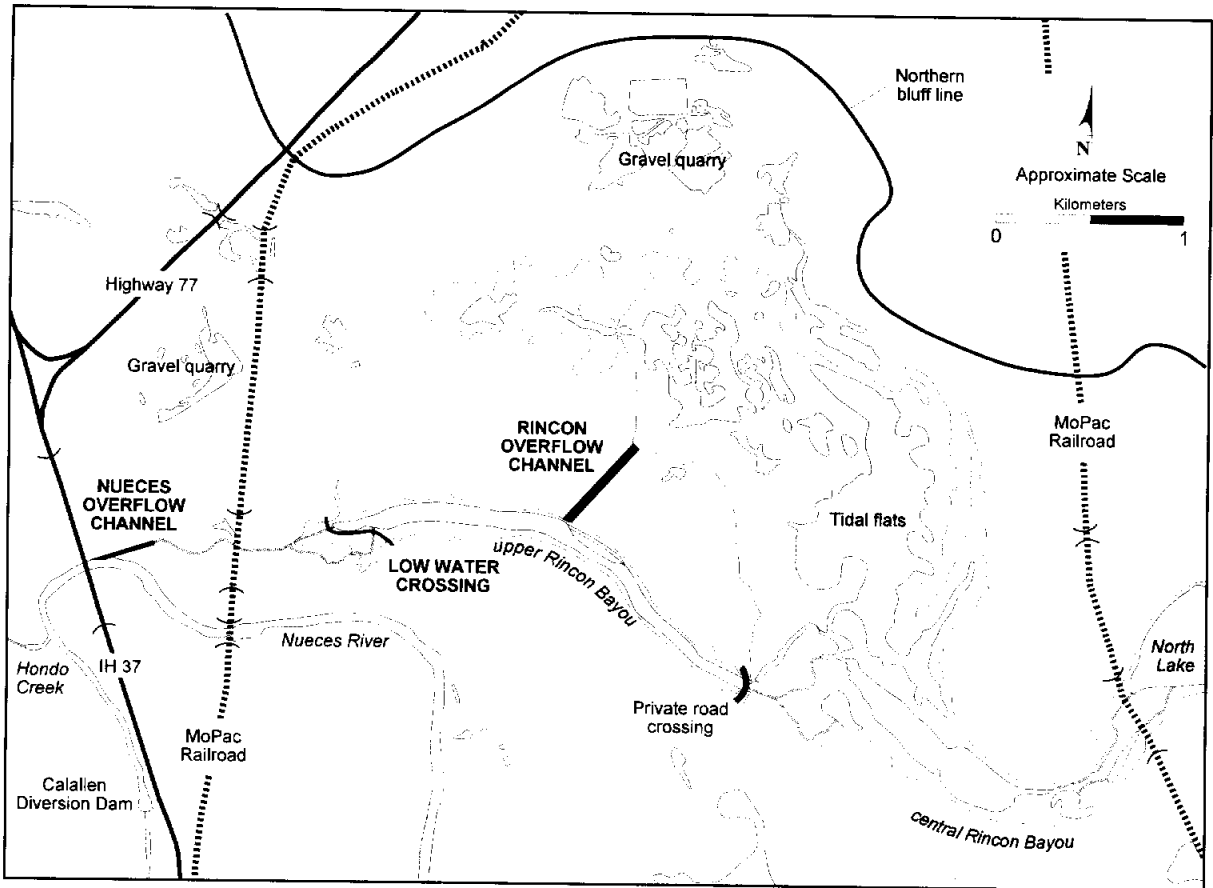 Northern
bluff line
N
Approximate Scale
Kilometers
0
1
Gravel quarry
Highway 77
Gravel quarry
MoPac
Railroad
RINCON
OVERFLOW
CHANNEL
NUECES
OVERFLOW
CHANNEL
Tidal flats
LOW WATER
CROSSING
upper Rincon Bayou
Nueces River
Hondo
Creek
IH 37
North
Lake
Private road
crossing
MoPac
Railroad
Calallen
Diversion Dam
central Rincon Bayou